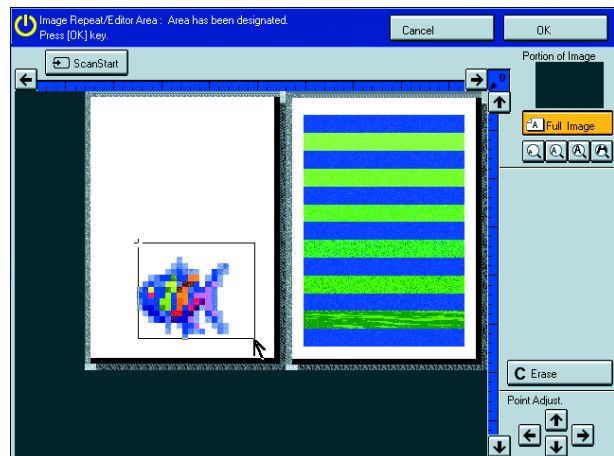 Image Repeat/Editor Area : Area has been designated.
Press [OK] key.
Cancel
OK
ScanStart
Portion of Image
0
A Full Image
A A A A
C Erase
Point Adjust.